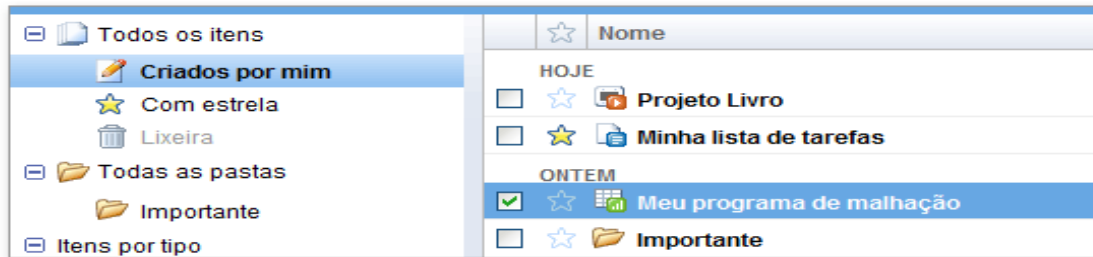 Todos os itens
Criados por mim
Com estrela
Lixeira
Todas as pastas
Importante
Itens por tipo
Nome
HOJE
Projeto Livro
Minha lista de tarefas
ONTEM
Meu programa de malhação
Importante